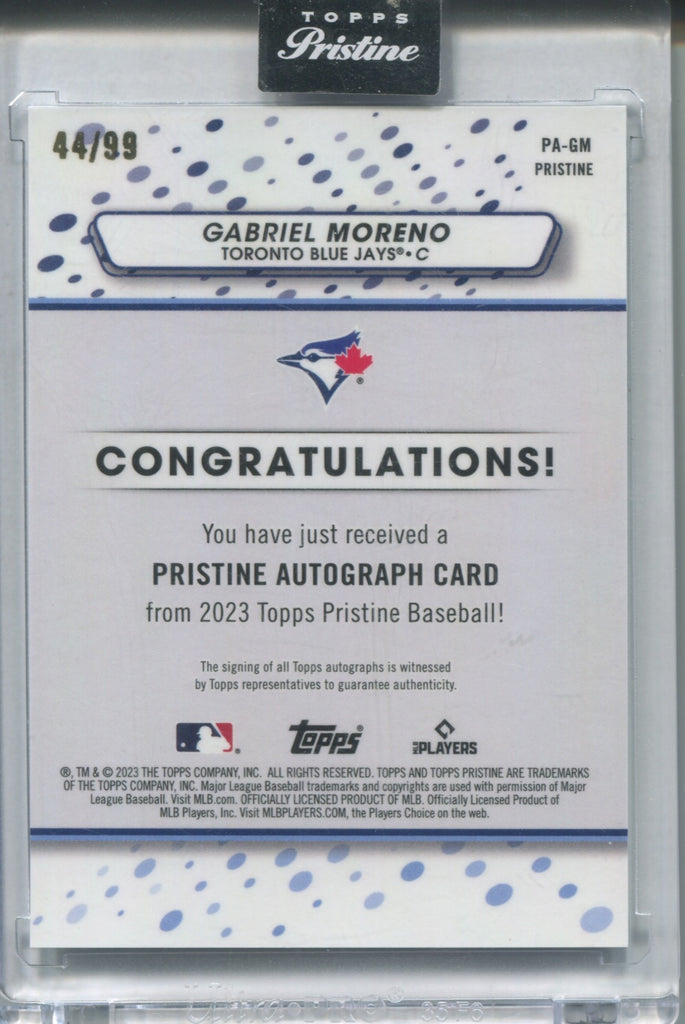 TOPPS
Pristine
44/99
PA-GM
PRISTINE
GABRIEL MORENO
TORONTO BLUE JAYS®•C
®
CONGRATULATIONS!
You have just received a
PRISTINE AUTOGRAPH CARD
from 2023 Topps Pristine Baseball!
The signing of all Topps autographs is witnessed
by Topps representatives to guarantee authenticity.
® Topps® MLB PLAYERS
®, TM & © 2023 THE TOPPS COMPANY, INC. ALL RIGHTS RESERVED. TOPPS AND TOPPS PRISTINE ARE TRADEMARKS
OF THE TOPPS COMPANY, INC. Major League Baseball trademarks and copyrights are used with permission of Major
League Baseball. Visit MLB.com. OFFICIALLY LICENSED PRODUCT OF MLB. Officially Licensed Product of
MLB Players, Inc. Visit MLBPLAYERS.COM, the Players Choice on the web.